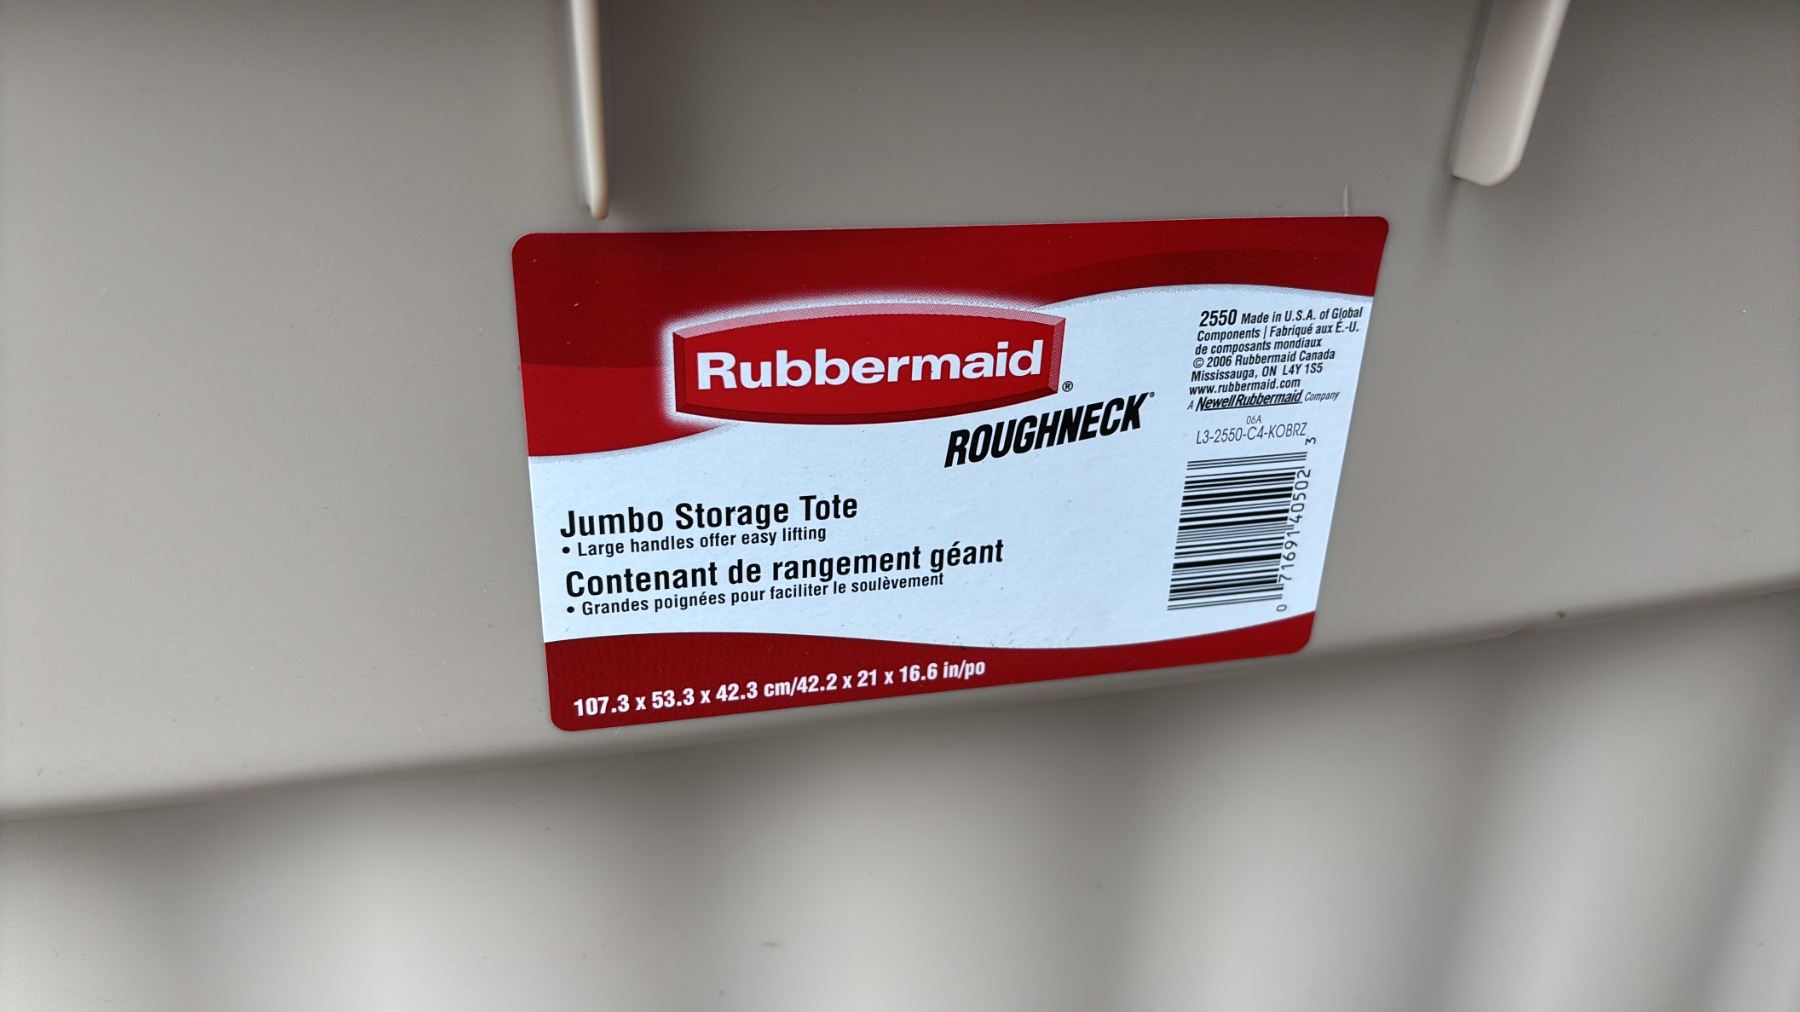 Rubbermaid®
ROUGHNECK®
Jumbo Storage Tote
• Large handles offer easy lifting
Contenant de rangement géant
• Grandes poignées pour faciliter le soulèvement
107.3 x 53.3 x 42.3 cm/42.2 x 21 x 16.6 in/po
2550 Made in U.S.A. of Global
Components | Fabriqué aux É.-U.
de composants mondiaux
© 2006 Rubbermaid Canada
Mississauga, ON L4Y 1S5
www.rubbermaid.com
A NewellRubbermaid Company
06A
L3-2550-C4-KOBRZ
0 71691 40502 3